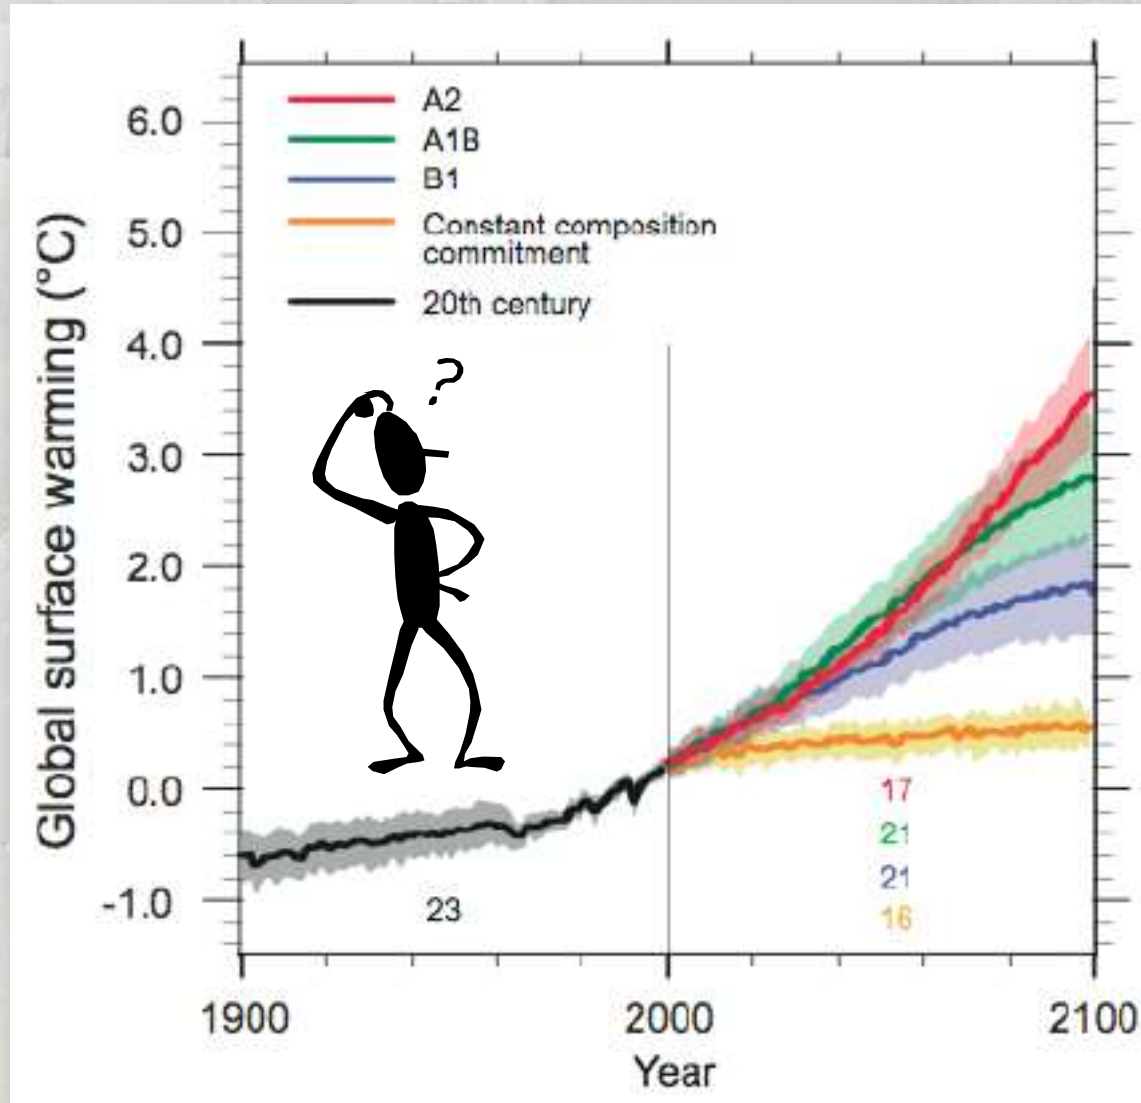 A2
A1B
B1
Constant composition
commitment
20th century
?
Global surface warming (°C)
6.0
5.0
4.0
3.0
2.0
1.0
0.0
-1.0
17
21
21
16
23
1900
2000
2100
Year